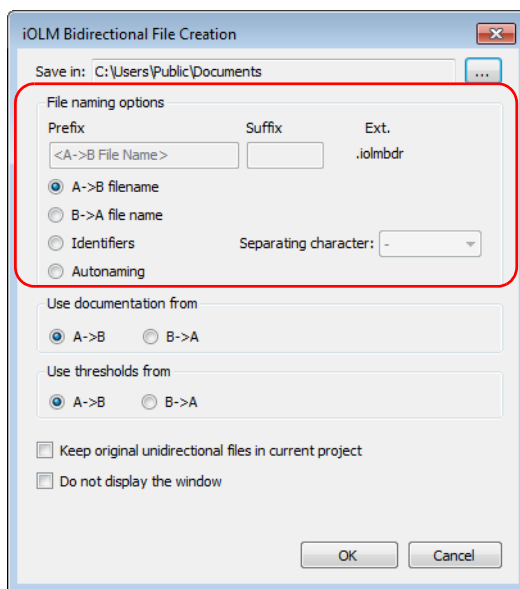 iOLM Bidirectional File Creation
Save in: C:\Users\Public\Documents ...
File naming options
Prefix Suffix Ext.
<A->B File Name> .iolmbdr
A->B filename
B->A file name
Identifiers Separating character: -
Autonaming
Use documentation from
A->B B->A
Use thresholds from
A->B B->A
Keep original unidirectional files in current project
Do not display the window
OK Cancel